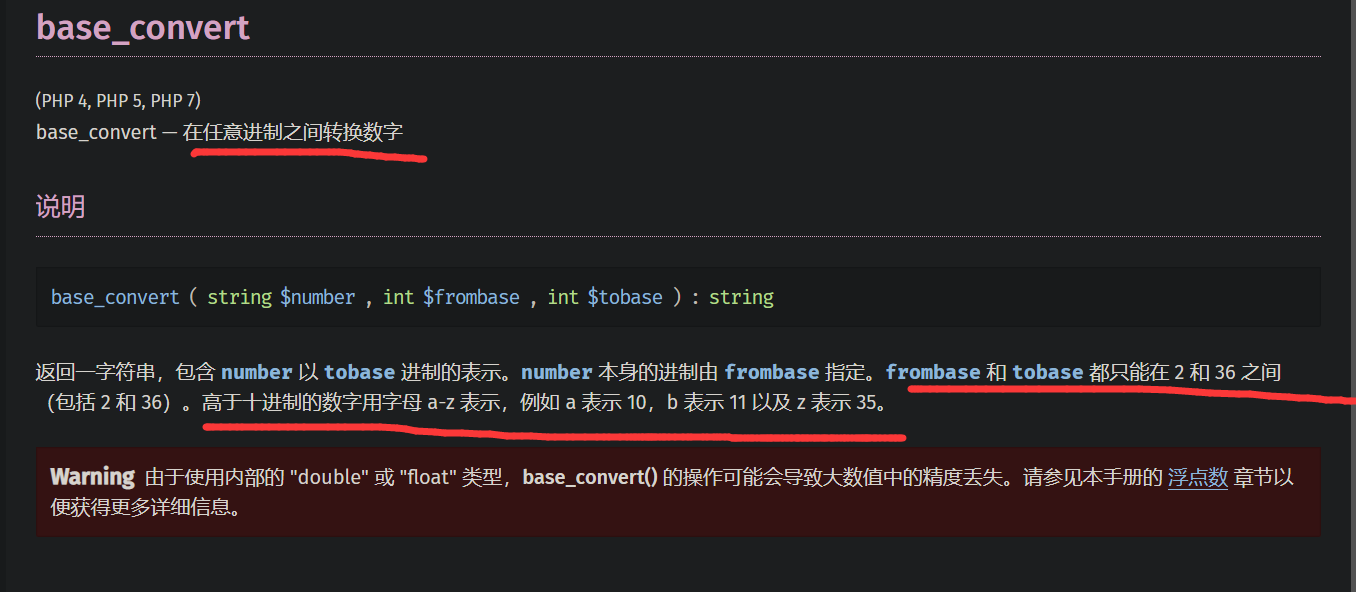 base_convert
(PHP 4, PHP 5, PHP 7)
base_convert — 在任意进制之间转换数字
说明
base_convert ( string $number , int $frombase , int $tobase ) : string
返回一字符串，包含 number 以 tobase 进制的表示。number 本身的进制由 frombase 指定。frombase 和 tobase 都只能在 2 和 36 之间
（包括 2 和 36）。高于十进制的数字用字母 a-z 表示，例如 a 表示 10，b 表示 11 以及 z 表示 35。
Warning 由于使用内部的 "double" 或 "float" 类型，base_convert() 的操作可能会导致大数值中的精度丢失。请参见本手册的 浮点数 章节以
便获得更多详细信息。